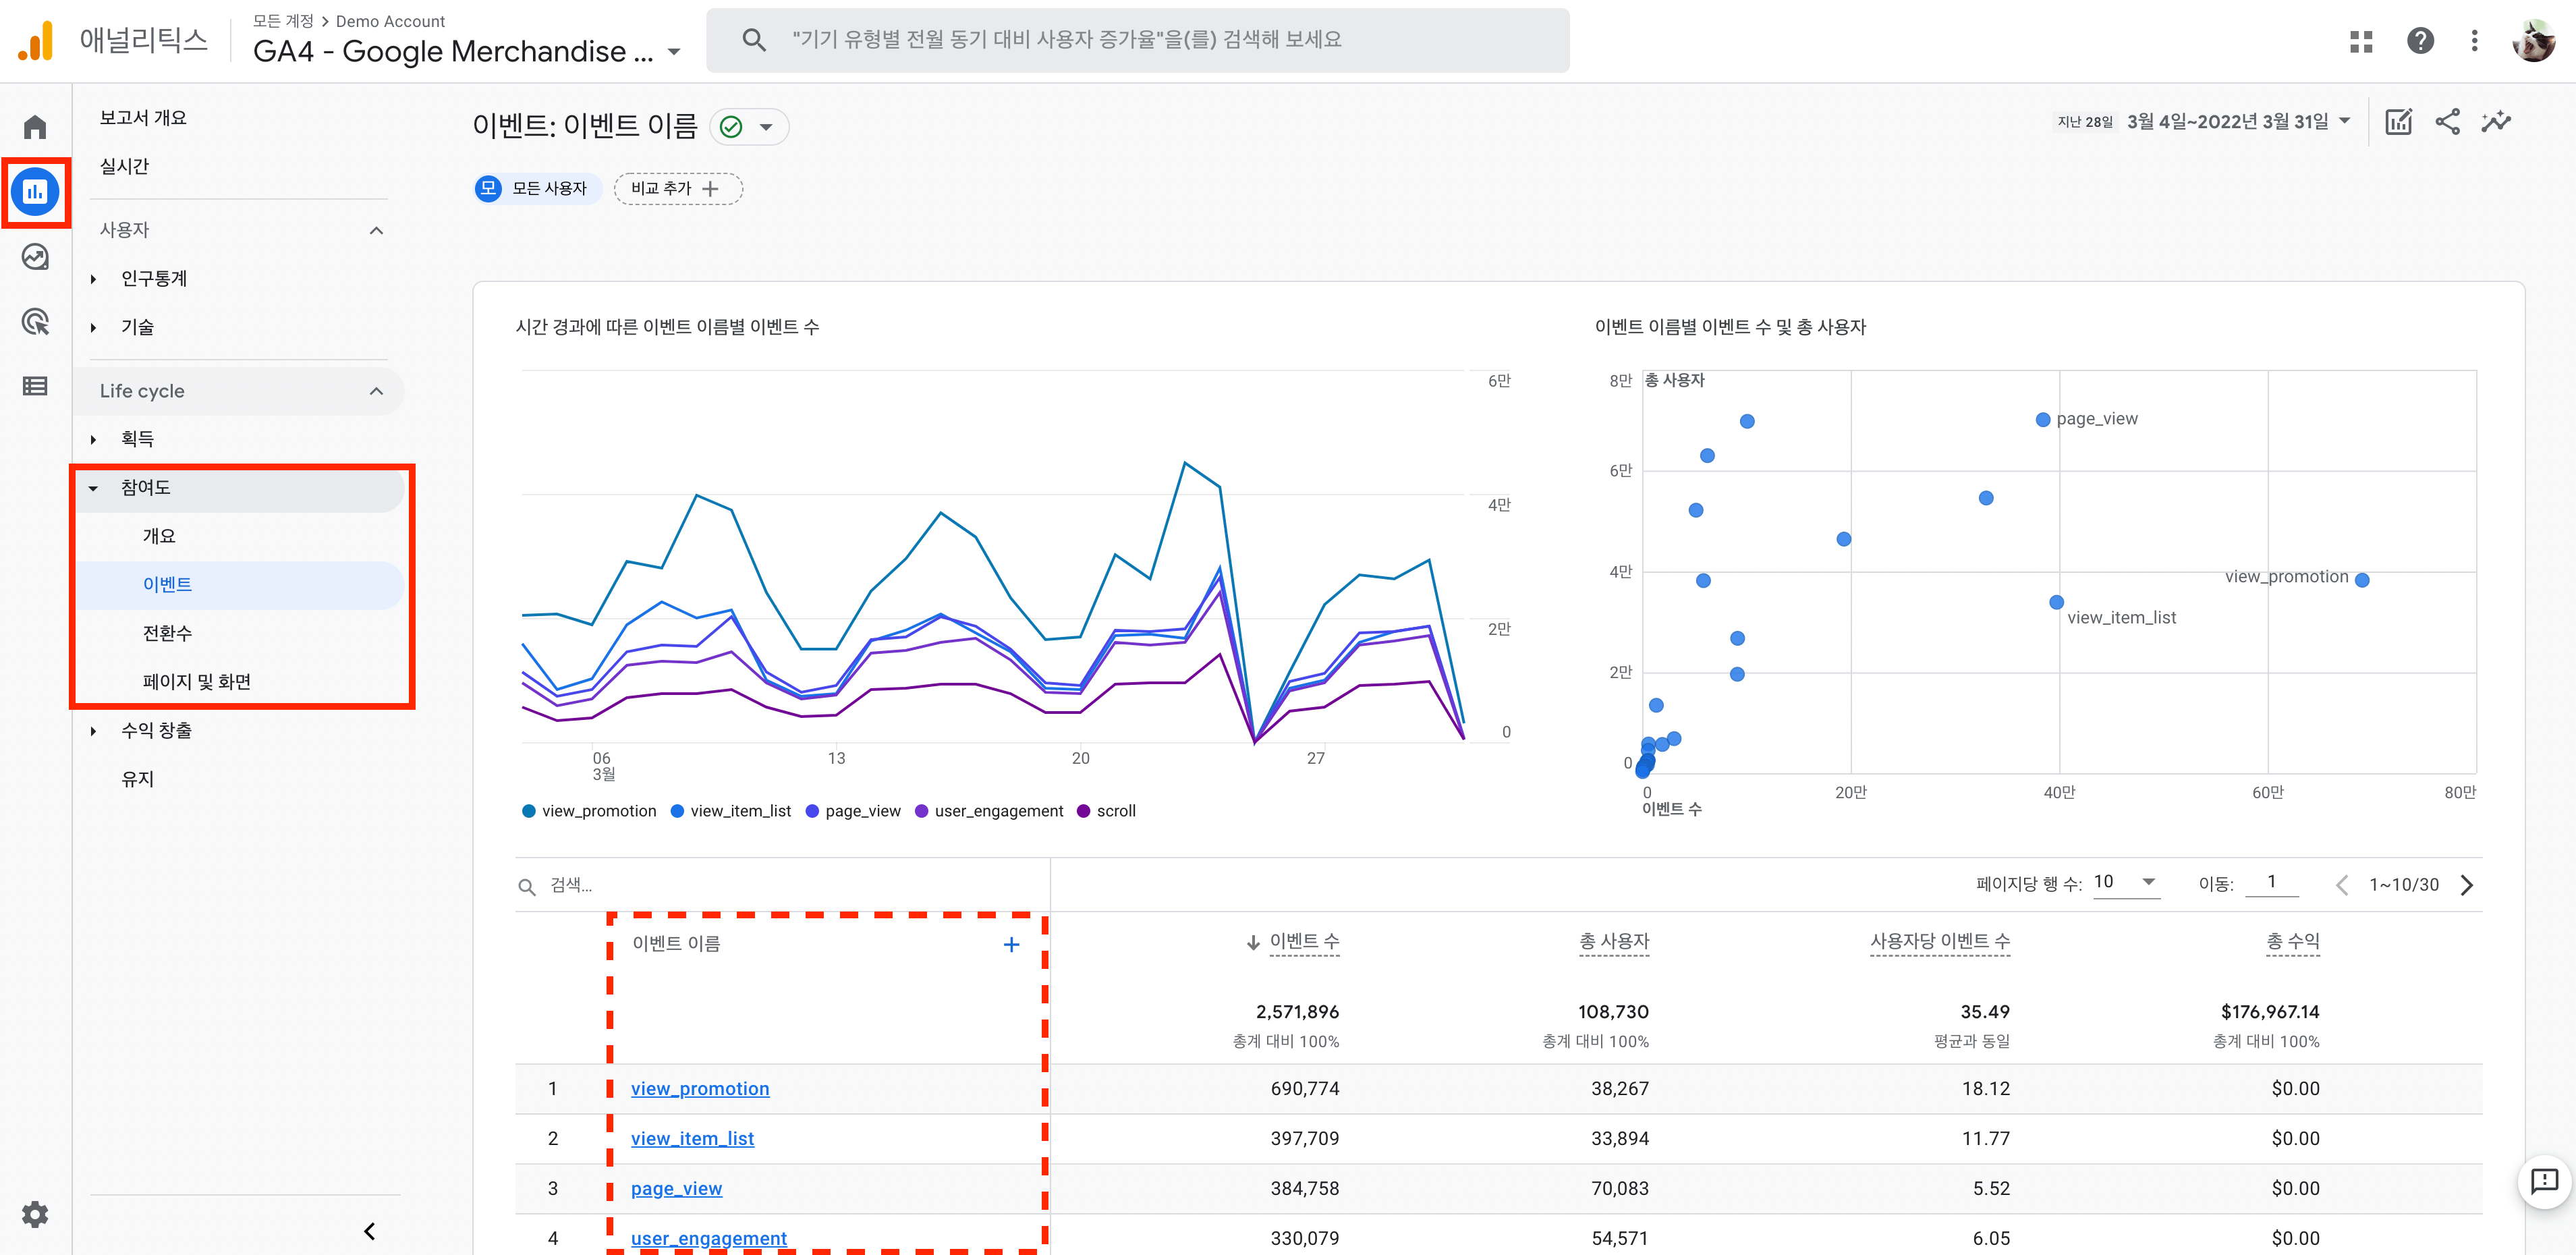 애널리틱스
모든 계정 > Demo Account
GA4 - Google Merchandise ...
"기기 유형별 전월 동기 대비 사용자 증가율"을(를) 검색해 보세요
보고서 개요
실시간
사용자
인구통계
기술
Life cycle
획득
참여도
개요
이벤트
전환수
페이지 및 화면
수익 창출
유지
이벤트: 이벤트 이름
지난 28일 3월 4일~2022년 3월 31일
모 모든 사용자 비교 추가 +
시간 경과에 따른 이벤트 이름별 이벤트 수
6만
4만
2만
0
06 13 20 27
3월
view_promotion view_item_list page_view user_engagement scroll
이벤트 이름별 이벤트 수 및 총 사용자
8만 총 사용자
page_view
6만
4만
view_promotion
view_item_list
2만
0
0 20만 40만 60만 80만
이벤트 수
검색... 페이지당 행 수: 10 이동: 1 1~10/30
이벤트 이름 + 이벤트 수 총 사용자 사용자당 이벤트 수 총 수익
2,571,896 108,730 35.49 $176,967.14
총계 대비 100% 총계 대비 100% 평균과 동일 총계 대비 100%
1 view_promotion 690,774 38,267 18.12 $0.00
2 view_item_list 397,709 33,894 11.77 $0.00
3 page_view 384,758 70,083 5.52 $0.00
4 user_engagement 330,079 54,571 6.05 $0.00